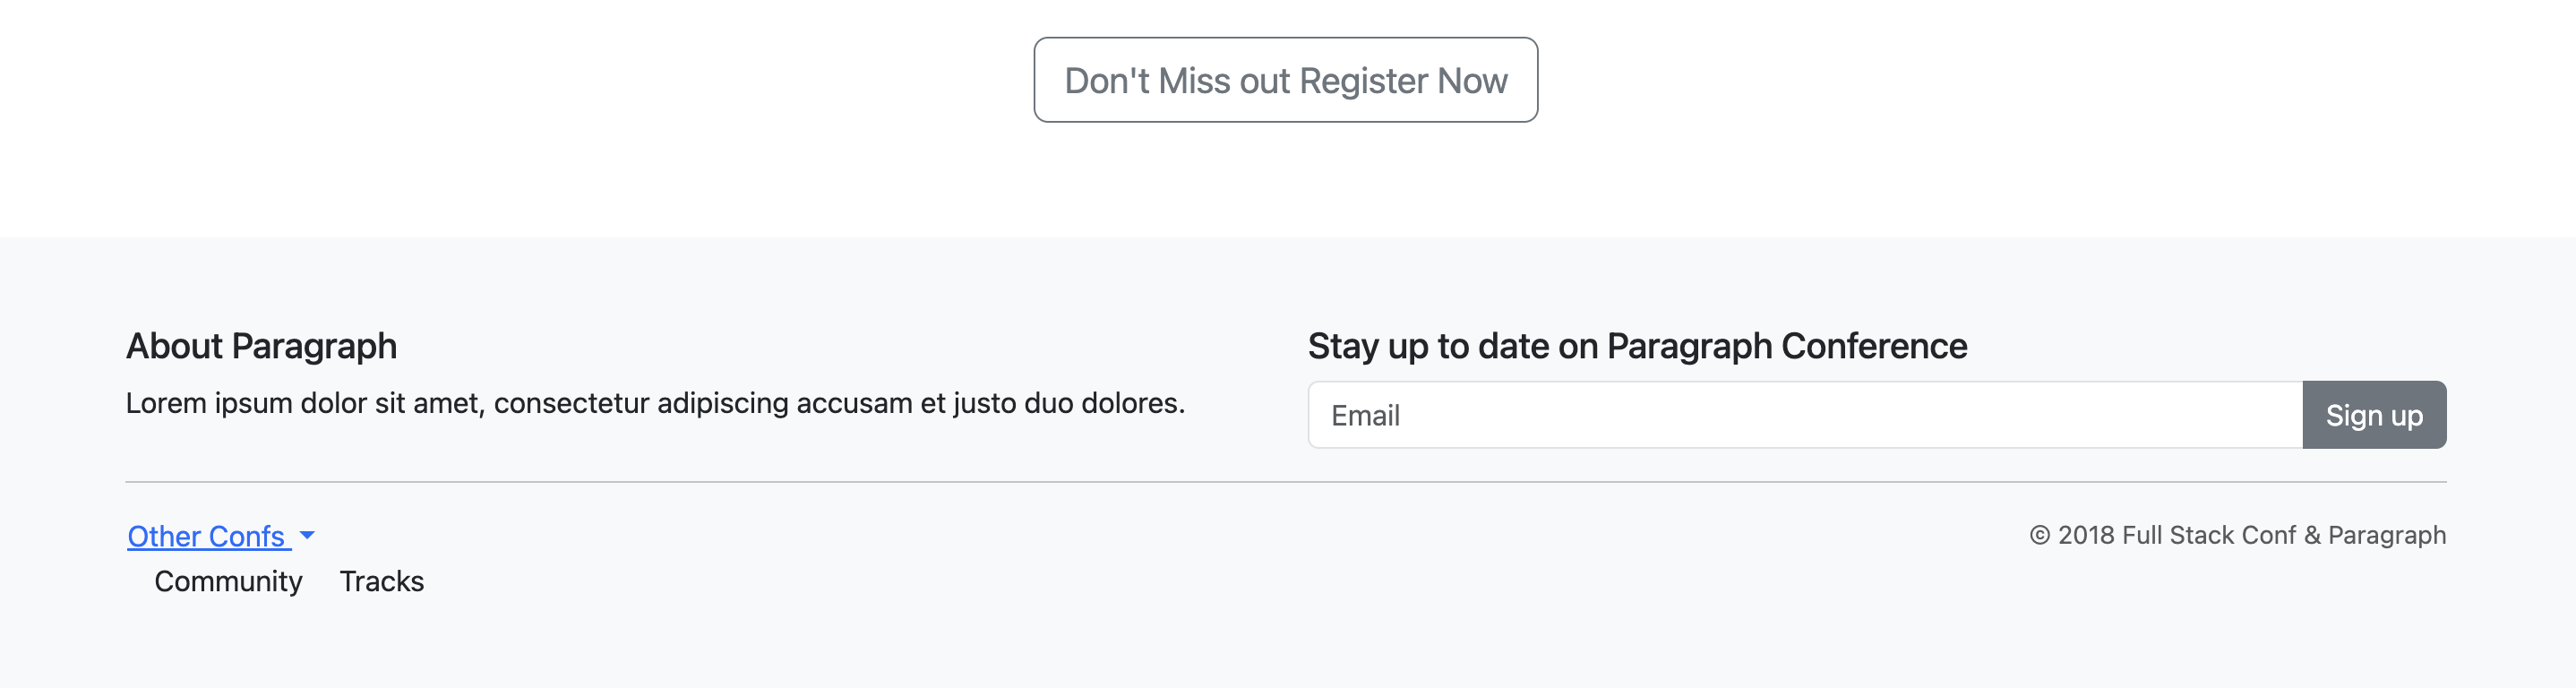 Don't Miss out Register Now
About Paragraph
Lorem ipsum dolor sit amet, consectetur adipiscing accusam et justo duo dolores.
Stay up to date on Paragraph Conference
Email
Sign up
Other Confs
Community Tracks
© 2018 Full Stack Conf & Paragraph